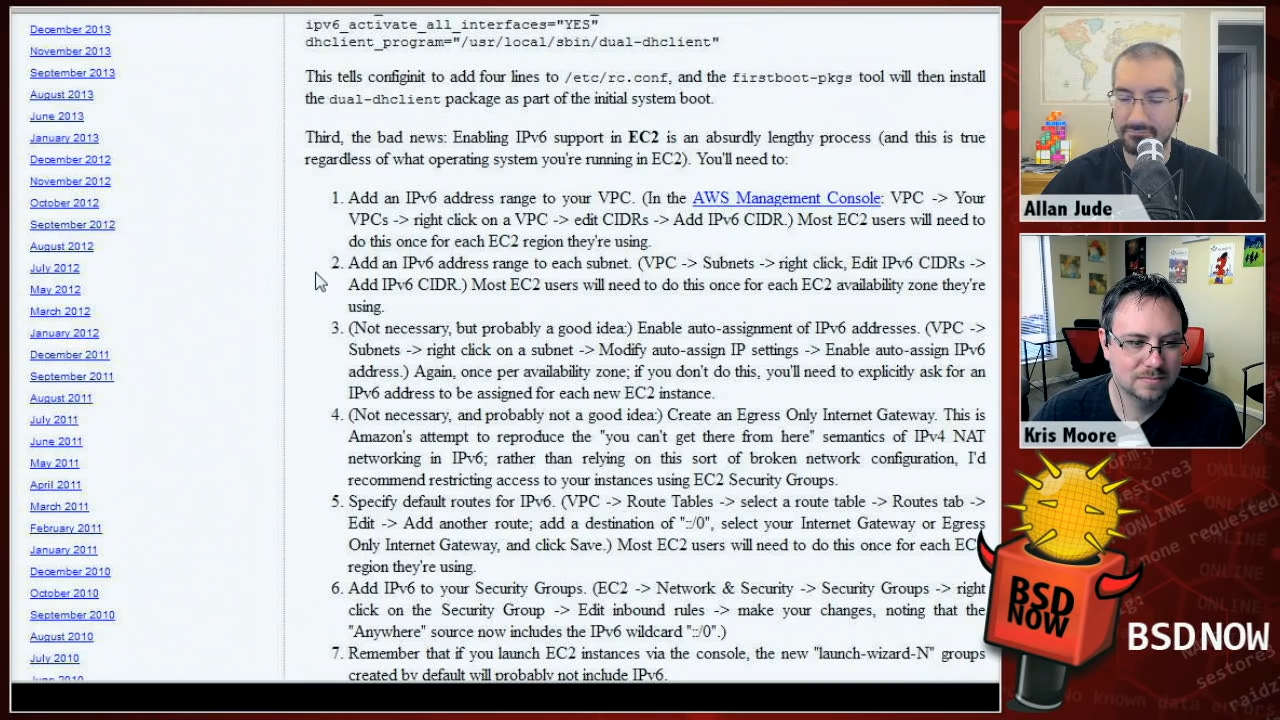 December 2013
November 2013
September 2013
August 2013
June 2013
January 2013
December 2012
November 2012
October 2012
September 2012
August 2012
July 2012
May 2012
March 2012
January 2012
December 2011
September 2011
August 2011
July 2011
June 2011
May 2011
April 2011
March 2011
February 2011
January 2011
December 2010
October 2010
September 2010
August 2010
July 2010
June 2010
ipv6_activate_all_interfaces="YES"
dhclient_program="/usr/local/sbin/dual-dhclient"
This tells configinit to add four lines to /etc/rc.conf, and the firstboot-pkgs tool will then install
the dual-dhclient package as part of the initial system boot.
Third, the bad news: Enabling IPv6 support in EC2 is an absurdly lengthy process (and this is true
regardless of what operating system you're running in EC2). You'll need to:
1. Add an IPv6 address range to your VPC. (In the AWS Management Console: VPC -> Your
VPCs -> right click on a VPC -> edit CIDRs -> Add IPv6 CIDR.) Most EC2 users will need to
do this once for each EC2 region they're using.
2. Add an IPv6 address range to each subnet. (VPC -> Subnets -> right click, Edit IPv6 CIDRs ->
Add IPv6 CIDR.) Most EC2 users will need to do this once for each EC2 availability zone they're
using.
3. (Not necessary, but probably a good idea:) Enable auto-assignment of IPv6 addresses. (VPC ->
Subnets -> right click on a subnet -> Modify auto-assign IP settings -> Enable auto-assign IPv6
address.) Again, once per availability zone; if you don't do this, you'll need to explicitly ask for an
IPv6 address to be assigned for each new EC2 instance.
4. (Not necessary, and probably not a good idea:) Create an Egress Only Internet Gateway. This is
Amazon's attempt to reproduce the "you can't get there from here" semantics of IPv4 NAT
networking in IPv6; rather than relying on this sort of broken network configuration, I'd
recommend restricting access to your instances using EC2 Security Groups.
5. Specify default routes for IPv6. (VPC -> Route Tables -> select a route table -> Routes tab ->
Edit -> Add another route; add a destination of "::/0", select your Internet Gateway or Egress
Only Internet Gateway, and click Save.) Most EC2 users will need to do this once for each EC
region they're using.
6. Add IPv6 to your Security Groups. (EC2 -> Network & Security -> Security Groups -> right
click on the Security Group -> Edit inbound rules -> make your changes, noting that the
"Anywhere" source now includes the IPv6 wildcard "::/0".)
7. Remember that if you launch EC2 instances via the console, the new "launch-wizard-N" groups
created by default will probably not include IPv6.
Allan Jude
Kris Moore
BSD
NOW
BSD NOW